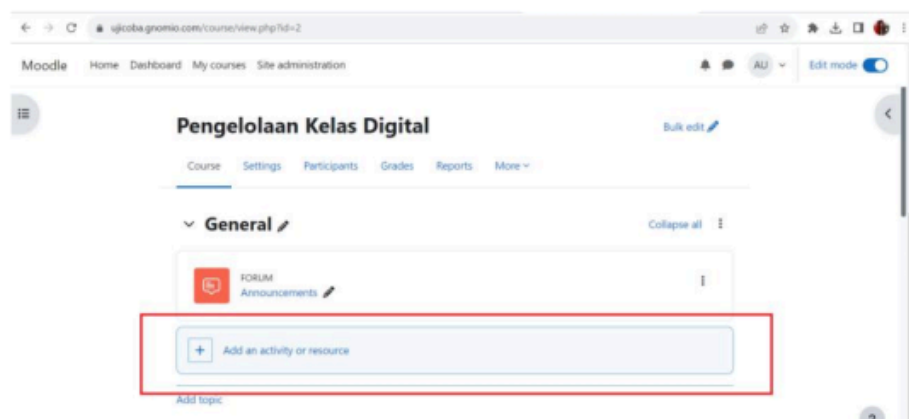 ujicoba.gnomio.com/course/view.php?id=2
Moodle Home Dashboard My courses Site administration AU Edit mode
Pengelolaan Kelas Digital Bulk edit
Course Settings Participants Grades Reports More
General Collapse all
FORUM
Announcements
Add an activity or resource
Add topic
?